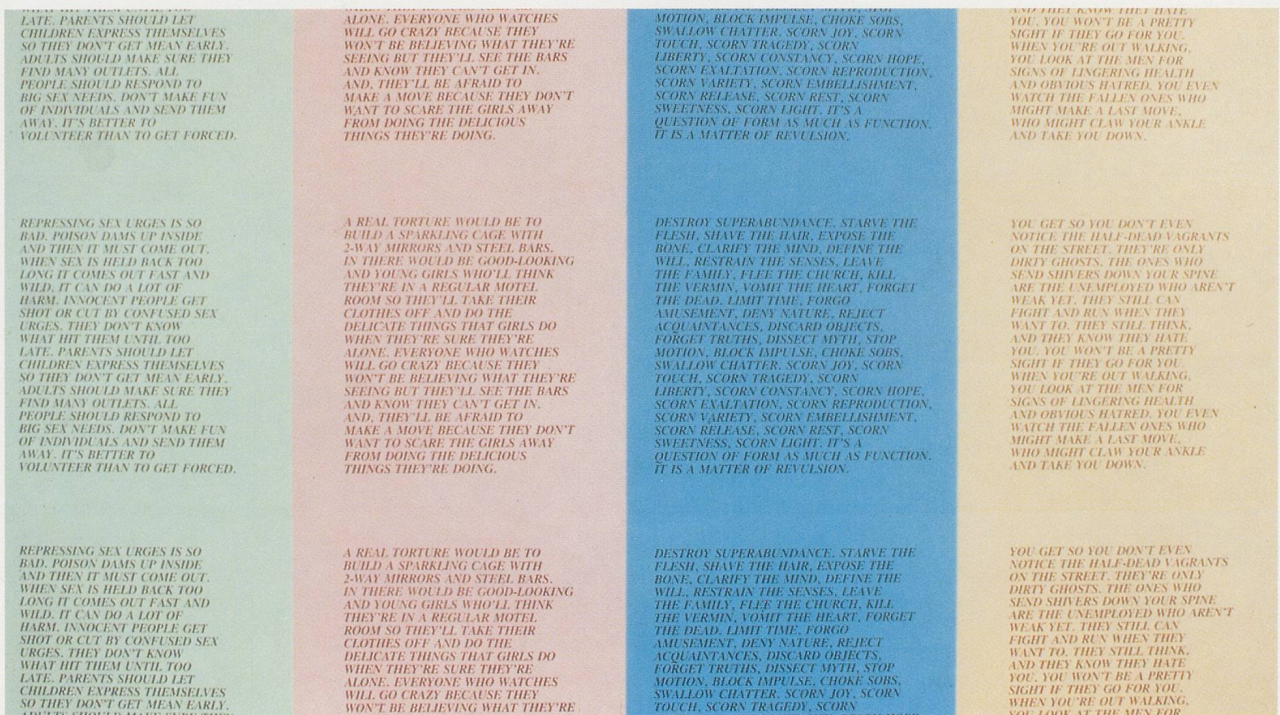 LATE. PARENTS SHOULD LET
CHILDREN EXPRESS THEMSELVES
SO THEY DON'T GET MEAN EARLY.
ADULTS SHOULD MAKE SURE THEY
FIND MANY OUTLETS. ALL
PEOPLE SHOULD RESPOND TO
BIG SEX NEEDS. DON'T MAKE FUN
OF INDIVIDUALS AND SEND THEM
AWAY. IT'S BETTER TO
VOLUNTEER THAN TO GET FORCED.
REPRESSING SEX URGES IS SO
BAD. POISON DAMS UP INSIDE
AND THEN IT MUST COME OUT.
WHEN SEX IS HELD BACK TOO
LONG IT COMES OUT FAST AND
WILD. IT CAN DO A LOT OF
HARM. INNOCENT PEOPLE GET
SHOT OR CUT BY CONFUSED SEX
URGES. THEY DON'T KNOW
WHAT HIT THEM UNTIL TOO
LATE. PARENTS SHOULD LET
CHILDREN EXPRESS THEMSELVES
SO THEY DON'T GET MEAN EARLY.
ADULTS SHOULD MAKE SURE THEY
FIND MANY OUTLETS. ALL
PEOPLE SHOULD RESPOND TO
BIG SEX NEEDS. DON'T MAKE FUN
OF INDIVIDUALS AND SEND THEM
AWAY. IT'S BETTER TO
VOLUNTEER THAN TO GET FORCED.
REPRESSING SEX URGES IS SO
BAD. POISON DAMS UP INSIDE
AND THEN IT MUST COME OUT.
WHEN SEX IS HELD BACK TOO
LONG IT COMES OUT FAST AND
WILD. IT CAN DO A LOT OF
HARM. INNOCENT PEOPLE GET
SHOT OR CUT BY CONFUSED SEX
URGES. THEY DON'T KNOW
WHAT HIT THEM UNTIL TOO
LATE. PARENTS SHOULD LET
CHILDREN EXPRESS THEMSELVES
SO THEY DON'T GET MEAN EARLY.
ALONE. EVERYONE WHO WATCHES
WILL GO CRAZY BECAUSE THEY
WON'T BE BELIEVING WHAT THEY'RE
SEEING BUT THEY'LL SEE THE BARS
AND KNOW THEY CAN'T GET IN.
AND, THEY'LL BE AFRAID TO
MAKE A MOVE BECAUSE THEY DON'T
WANT TO SCARE THE GIRLS AWAY
FROM DOING THE DELICIOUS
THINGS THEY'RE DOING.
A REAL TORTURE WOULD BE TO
BUILD A SPARKLING CAGE WITH
2-WAY MIRRORS AND STEEL BARS.
IN THERE WOULD BE GOOD-LOOKING
AND YOUNG GIRLS WHO'LL THINK
THEY'RE IN A REGULAR MOTEL
ROOM SO THEY'LL TAKE THEIR
CLOTHES OFF AND DO THE
DELICATE THINGS THAT GIRLS DO
WHEN THEY'RE SURE THEY'RE
ALONE. EVERYONE WHO WATCHES
WILL GO CRAZY BECAUSE THEY
WON'T BE BELIEVING WHAT THEY'RE
SEEING BUT THEY'LL SEE THE BARS
AND KNOW THEY CAN'T GET IN.
AND, THEY'LL BE AFRAID TO
MAKE A MOVE BECAUSE THEY DON'T
WANT TO SCARE THE GIRLS AWAY
FROM DOING THE DELICIOUS
THINGS THEY'RE DOING.
A REAL TORTURE WOULD BE TO
BUILD A SPARKLING CAGE WITH
2-WAY MIRRORS AND STEEL BARS.
IN THERE WOULD BE GOOD-LOOKING
AND YOUNG GIRLS WHO'LL THINK
THEY'RE IN A REGULAR MOTEL
ROOM SO THEY'LL TAKE THEIR
CLOTHES OFF AND DO THE
DELICATE THINGS THAT GIRLS DO
WHEN THEY'RE SURE THEY'RE
ALONE. EVERYONE WHO WATCHES
WILL GO CRAZY BECAUSE THEY
WON'T BE BELIEVING WHAT THEY'RE
MOTION, BLOCK IMPULSE, CHOKE SOBS,
SWALLOW CHATTER. SCORN JOY, SCORN
TOUCH, SCORN TRAGEDY, SCORN
LIBERTY, SCORN CONSTANCY, SCORN HOPE,
SCORN EXALTATION, SCORN REPRODUCTION,
SCORN VARIETY, SCORN EMBELLISHMENT,
SCORN RELEASE, SCORN REST, SCORN
SWEETNESS, SCORN LIGHT. IT'S A
QUESTION OF FORM AS MUCH AS FUNCTION.
IT IS A MATTER OF REVULSION.
DESTROY SUPERABUNDANCE. STARVE THE
FLESH, SHAVE THE HAIR, EXPOSE THE
BONE, CLARIFY THE MIND, DEFINE THE
WILL, RESTRAIN THE SENSES, LEAVE
THE FAMILY, FLEE THE CHURCH, KILL
THE VERMIN, VOMIT THE HEART, FORGET
THE DEAD. LIMIT TIME, FORGO
AMUSEMENT, DENY NATURE, REJECT
ACQUAINTANCES, DISCARD OBJECTS,
FORGET TRUTHS, DISSECT MYTH, STOP
MOTION, BLOCK IMPULSE, CHOKE SOBS,
SWALLOW CHATTER. SCORN JOY, SCORN
TOUCH, SCORN TRAGEDY, SCORN
LIBERTY, SCORN CONSTANCY, SCORN HOPE,
SCORN EXALTATION, SCORN REPRODUCTION,
SCORN VARIETY, SCORN EMBELLISHMENT,
SCORN RELEASE, SCORN REST, SCORN
SWEETNESS, SCORN LIGHT. IT'S A
QUESTION OF FORM AS MUCH AS FUNCTION.
IT IS A MATTER OF REVULSION.
DESTROY SUPERABUNDANCE. STARVE THE
FLESH, SHAVE THE HAIR, EXPOSE THE
BONE, CLARIFY THE MIND, DEFINE THE
WILL, RESTRAIN THE SENSES, LEAVE
THE FAMILY, FLEE THE CHURCH, KILL
THE VERMIN, VOMIT THE HEART, FORGET
THE DEAD. LIMIT TIME, FORGO
AMUSEMENT, DENY NATURE, REJECT
ACQUAINTANCES, DISCARD OBJECTS,
FORGET TRUTHS, DISSECT MYTH, STOP
MOTION, BLOCK IMPULSE, CHOKE SOBS,
SWALLOW CHATTER. SCORN JOY, SCORN
TOUCH, SCORN TRAGEDY, SCORN
AND THEY KNOW THEY HATE
YOU. YOU WON'T BE A PRETTY
SIGHT IF THEY GO FOR YOU.
WHEN YOU'RE OUT WALKING,
YOU LOOK AT THE MEN FOR
SIGNS OF LINGERING HEALTH
AND OBVIOUS HATRED. YOU EVEN
WATCH THE FALLEN ONES WHO
MIGHT MAKE A LAST MOVE,
WHO MIGHT CLAW YOUR ANKLE
AND TAKE YOU DOWN.
YOU GET SO YOU DON'T EVEN
NOTICE THE HALF-DEAD VAGRANTS
ON THE STREET. THEY'RE ONLY
DIRTY GHOSTS. THE ONES WHO
SEND SHIVERS DOWN YOUR SPINE
ARE THE UNEMPLOYED WHO AREN'T
WEAK YET. THEY STILL CAN
FIGHT AND RUN WHEN THEY
WANT TO. THEY STILL THINK,
AND THEY KNOW THEY HATE
YOU. YOU WON'T BE A PRETTY
SIGHT IF THEY GO FOR YOU.
WHEN YOU'RE OUT WALKING,
YOU LOOK AT THE MEN FOR
SIGNS OF LINGERING HEALTH
AND OBVIOUS HATRED. YOU EVEN
WATCH THE FALLEN ONES WHO
MIGHT MAKE A LAST MOVE,
WHO MIGHT CLAW YOUR ANKLE
AND TAKE YOU DOWN.
YOU GET SO YOU DON'T EVEN
NOTICE THE HALF-DEAD VAGRANTS
ON THE STREET. THEY'RE ONLY
DIRTY GHOSTS. THE ONES WHO
SEND SHIVERS DOWN YOUR SPINE
ARE THE UNEMPLOYED WHO AREN'T
WEAK YET. THEY STILL CAN
FIGHT AND RUN WHEN THEY
WANT TO. THEY STILL THINK,
AND THEY KNOW THEY HATE
YOU. YOU WON'T BE A PRETTY
SIGHT IF THEY GO FOR YOU.
WHEN YOU'RE OUT WALKING,
YOU LOOK AT THE MEN FOR